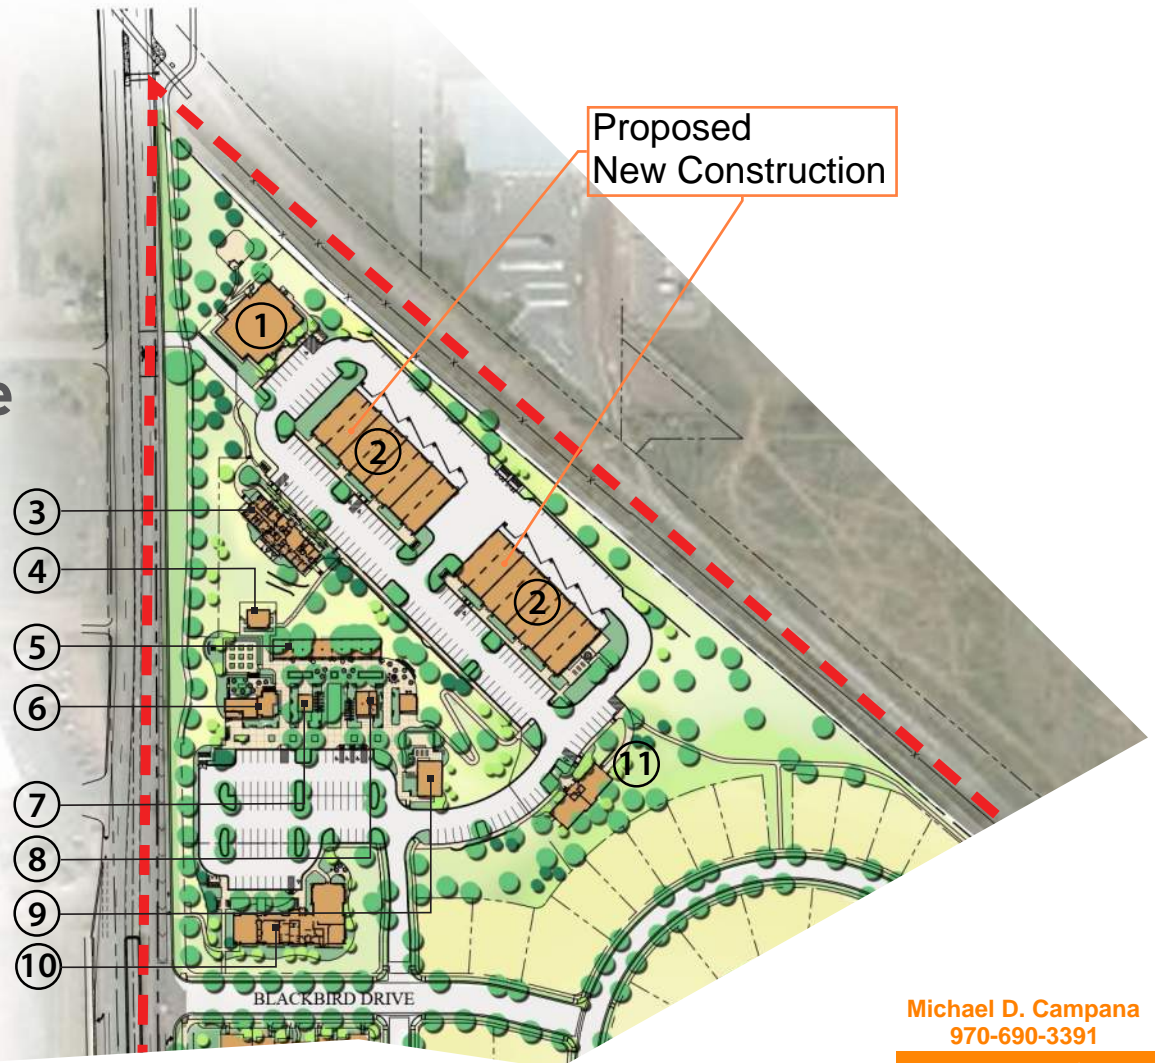 Proposed
New Construction
1
2
e
3
2
4
5
6
11
7
8
9
10
BLACKBIRD DRIVE
Michael D. Campana
970-690-3391